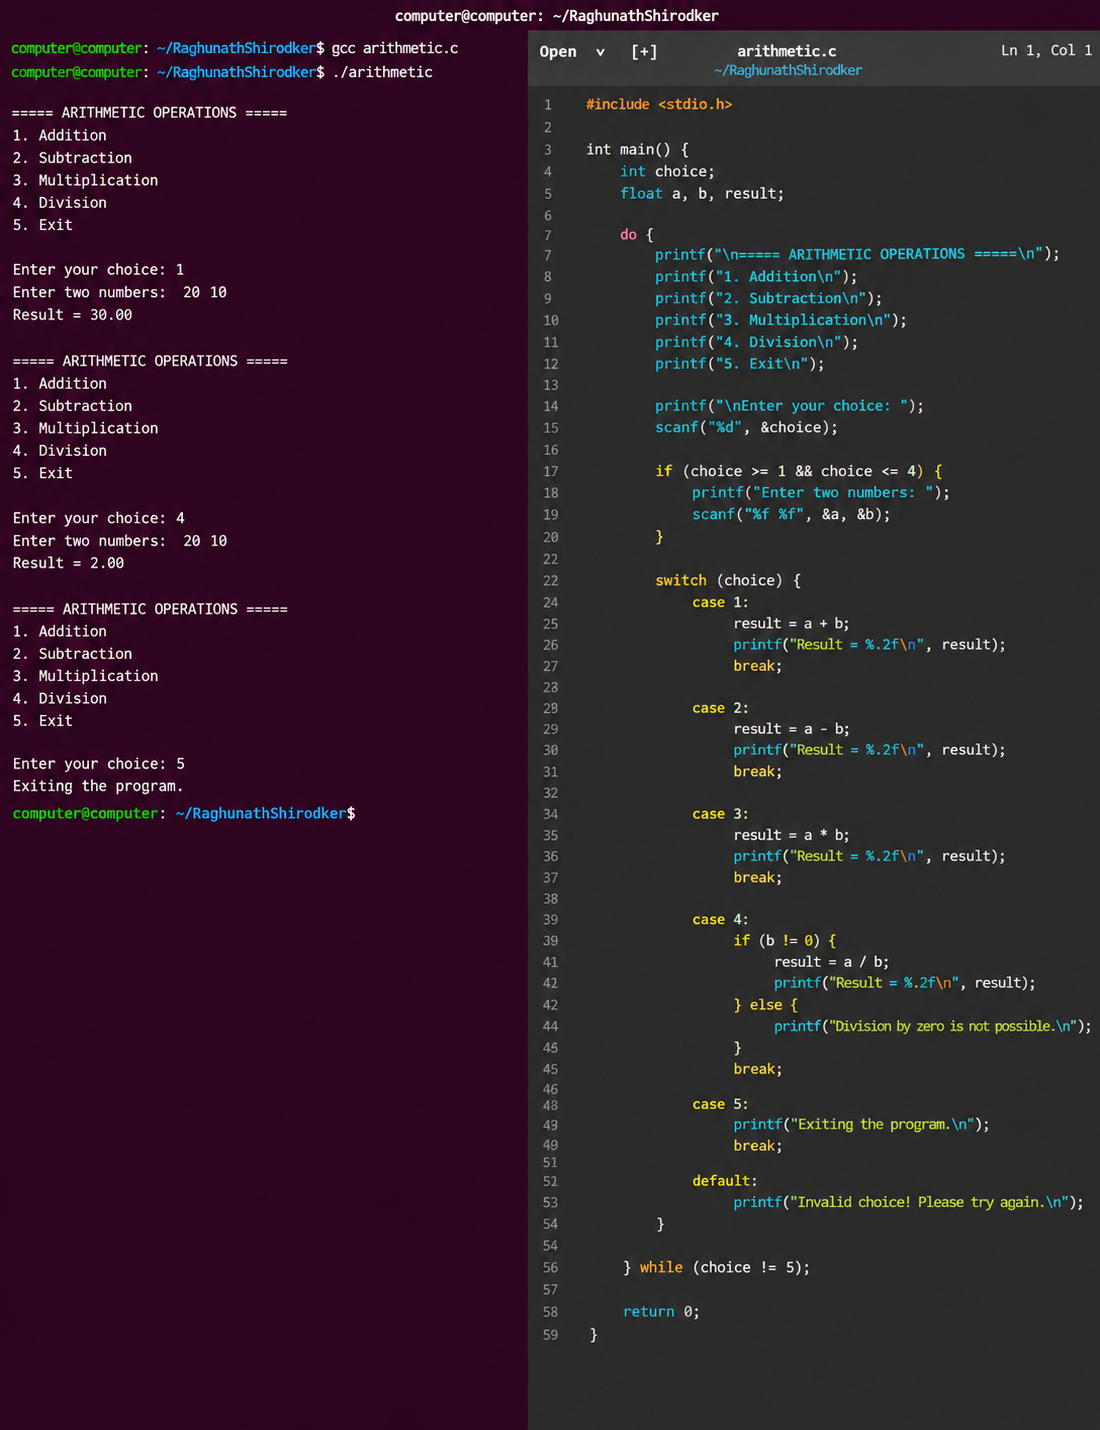 computer@computer: ~/RaghunathShirodker
computer@computer: ~/RaghunathShirodker$ gcc arithmetic.c
computer@computer: ~/RaghunathShirodker$ ./arithmetic
===== ARITHMETIC OPERATIONS =====
1. Addition
2. Subtraction
3. Multiplication
4. Division
5. Exit
Enter your choice: 1
Enter two numbers:  20 10
Result = 30.00
===== ARITHMETIC OPERATIONS =====
1. Addition
2. Subtraction
3. Multiplication
4. Division
5. Exit
Enter your choice: 4
Enter two numbers:  20 10
Result = 2.00
===== ARITHMETIC OPERATIONS =====
1. Addition
2. Subtraction
3. Multiplication
4. Division
5. Exit
Enter your choice: 5
Exiting the program.
computer@computer: ~/RaghunathShirodker$
Open ˅ [+] arithmetic.c Ln 1, Col 1
~/RaghunathShirodker
1 #include <stdio.h>
2
3 int main() {
4 int choice;
5 float a, b, result;
6
7 do {
7 printf("\n===== ARITHMETIC OPERATIONS =====\n");
8 printf("1. Addition\n");
9 printf("2. Subtraction\n");
10 printf("3. Multiplication\n");
11 printf("4. Division\n");
12 printf("5. Exit\n");
13
14 printf("\nEnter your choice: ");
15 scanf("%d", &choice);
16
17 if (choice >= 1 && choice <= 4) {
18 printf("Enter two numbers: ");
19 scanf("%f %f", &a, &b);
20 }
22
22 switch (choice) {
24 case 1:
25 result = a + b;
26 printf("Result = %.2f\n", result);
27 break;
28
28 case 2:
29 result = a - b;
30 printf("Result = %.2f\n", result);
31 break;
32
34 case 3:
35 result = a * b;
36 printf("Result = %.2f\n", result);
37 break;
38
39 case 4:
39 if (b != 0) {
41 result = a / b;
42 printf("Result = %.2f\n", result);
42 } else {
44 printf("Division by zero is not possible.\n");
45 }
45 break;
46
48 case 5:
49 printf("Exiting the program.\n");
49 break;
51
52 default:
53 printf("Invalid choice! Please try again.\n");
54 }
54
56 } while (choice != 5);
57
58 return 0;
59 }